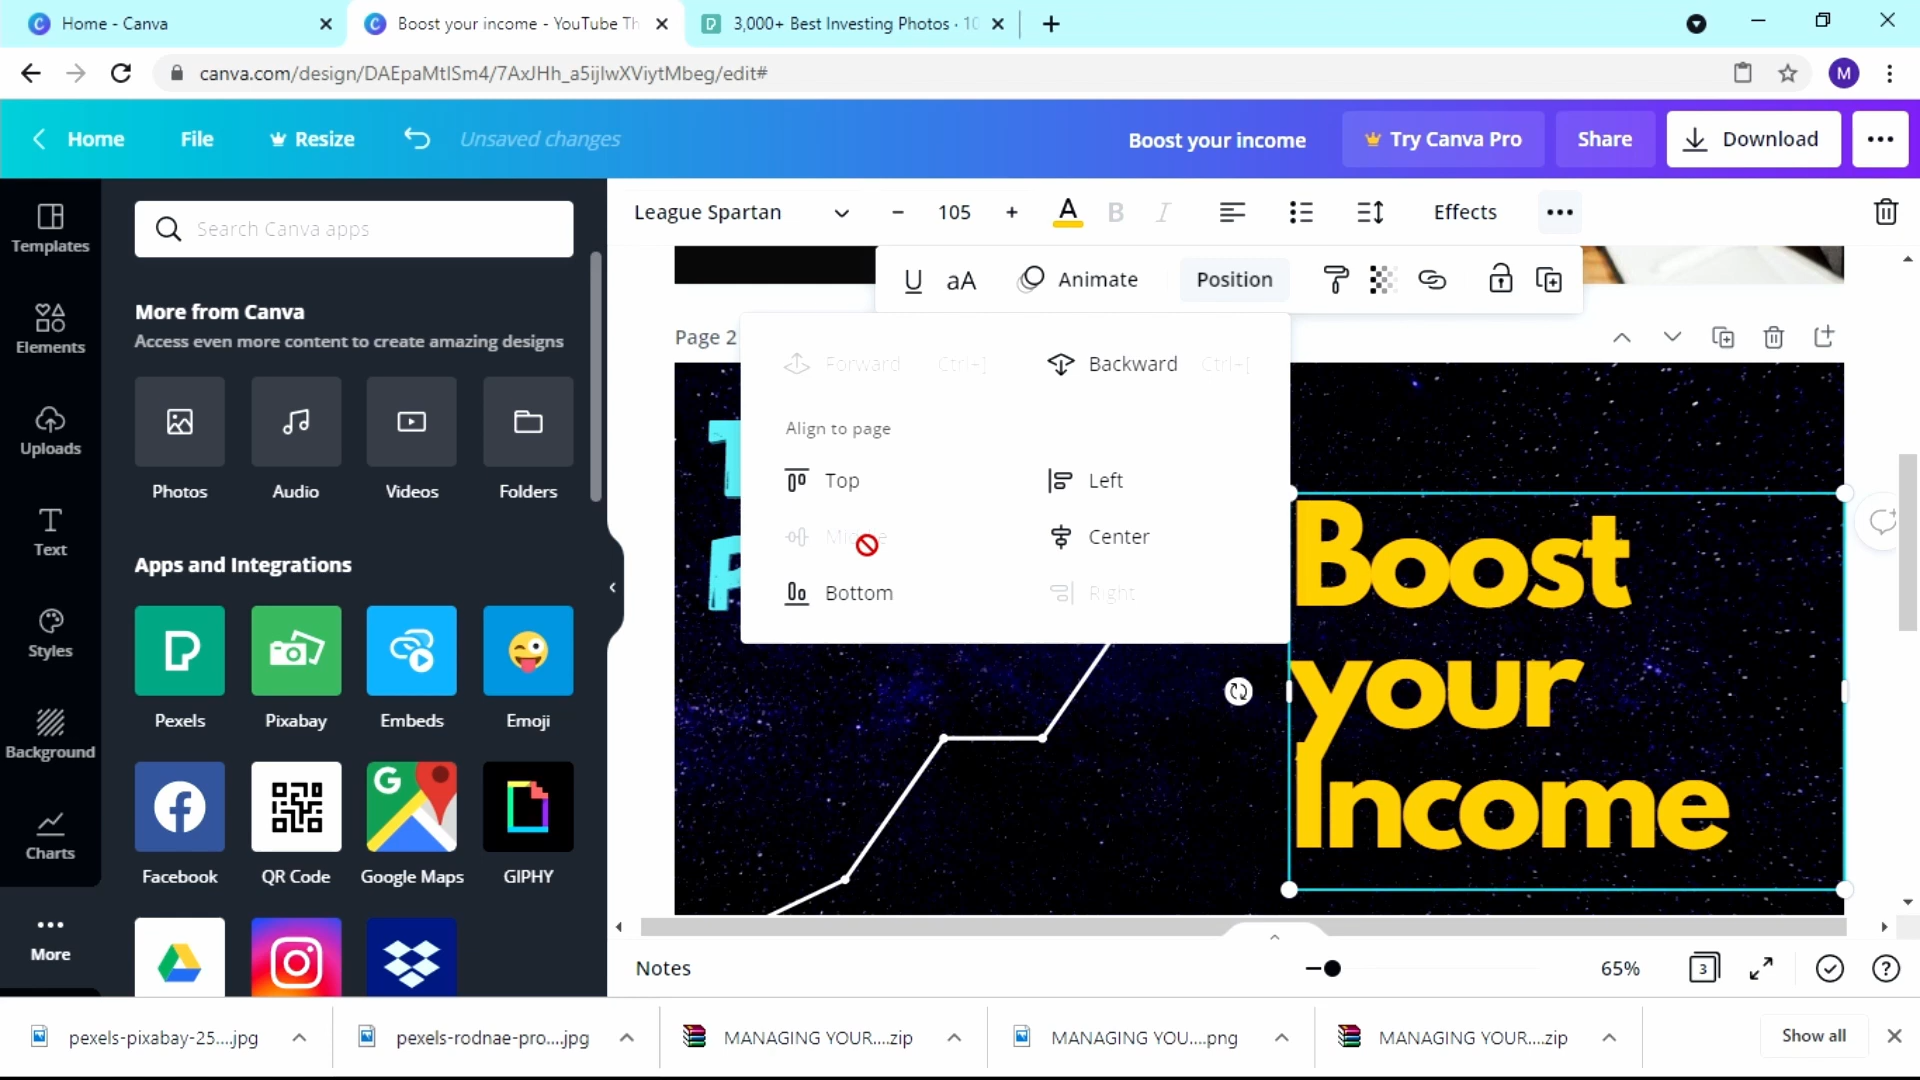 Home - Canva
Boost your income - YouTube Th
3,000+ Best Investing Photos · 10
canva.com/design/DAEpaMtISm4/7AxJHh_a5ijlwXViytMbeg/edit#
M
Home
File
Resize
Unsaved changes
Boost your income
Try Canva Pro
Share
Download
Templates
Elements
Uploads
Text
Styles
Background
Charts
More
Search Canva apps
More from Canva
Access even more content to create amazing designs
Photos
Audio
Videos
Folders
Apps and Integrations
Pexels
Pixabay
Embeds
Emoji
Facebook
QR Code
Google Maps
GIPHY
League Spartan
105
Effects
aA
Animate
Position
Page 2
Forward Ctrl+]
Backward Ctrl+[
Align to page
Top
Left
Middle
Center
Bottom
Right
Boost
your
Income
Notes
65%
3
pexels-pixabay-25....jpg
pexels-rodnae-pro....jpg
MANAGING YOUR....zip
MANAGING YOU....png
MANAGING YOUR....zip
Show all